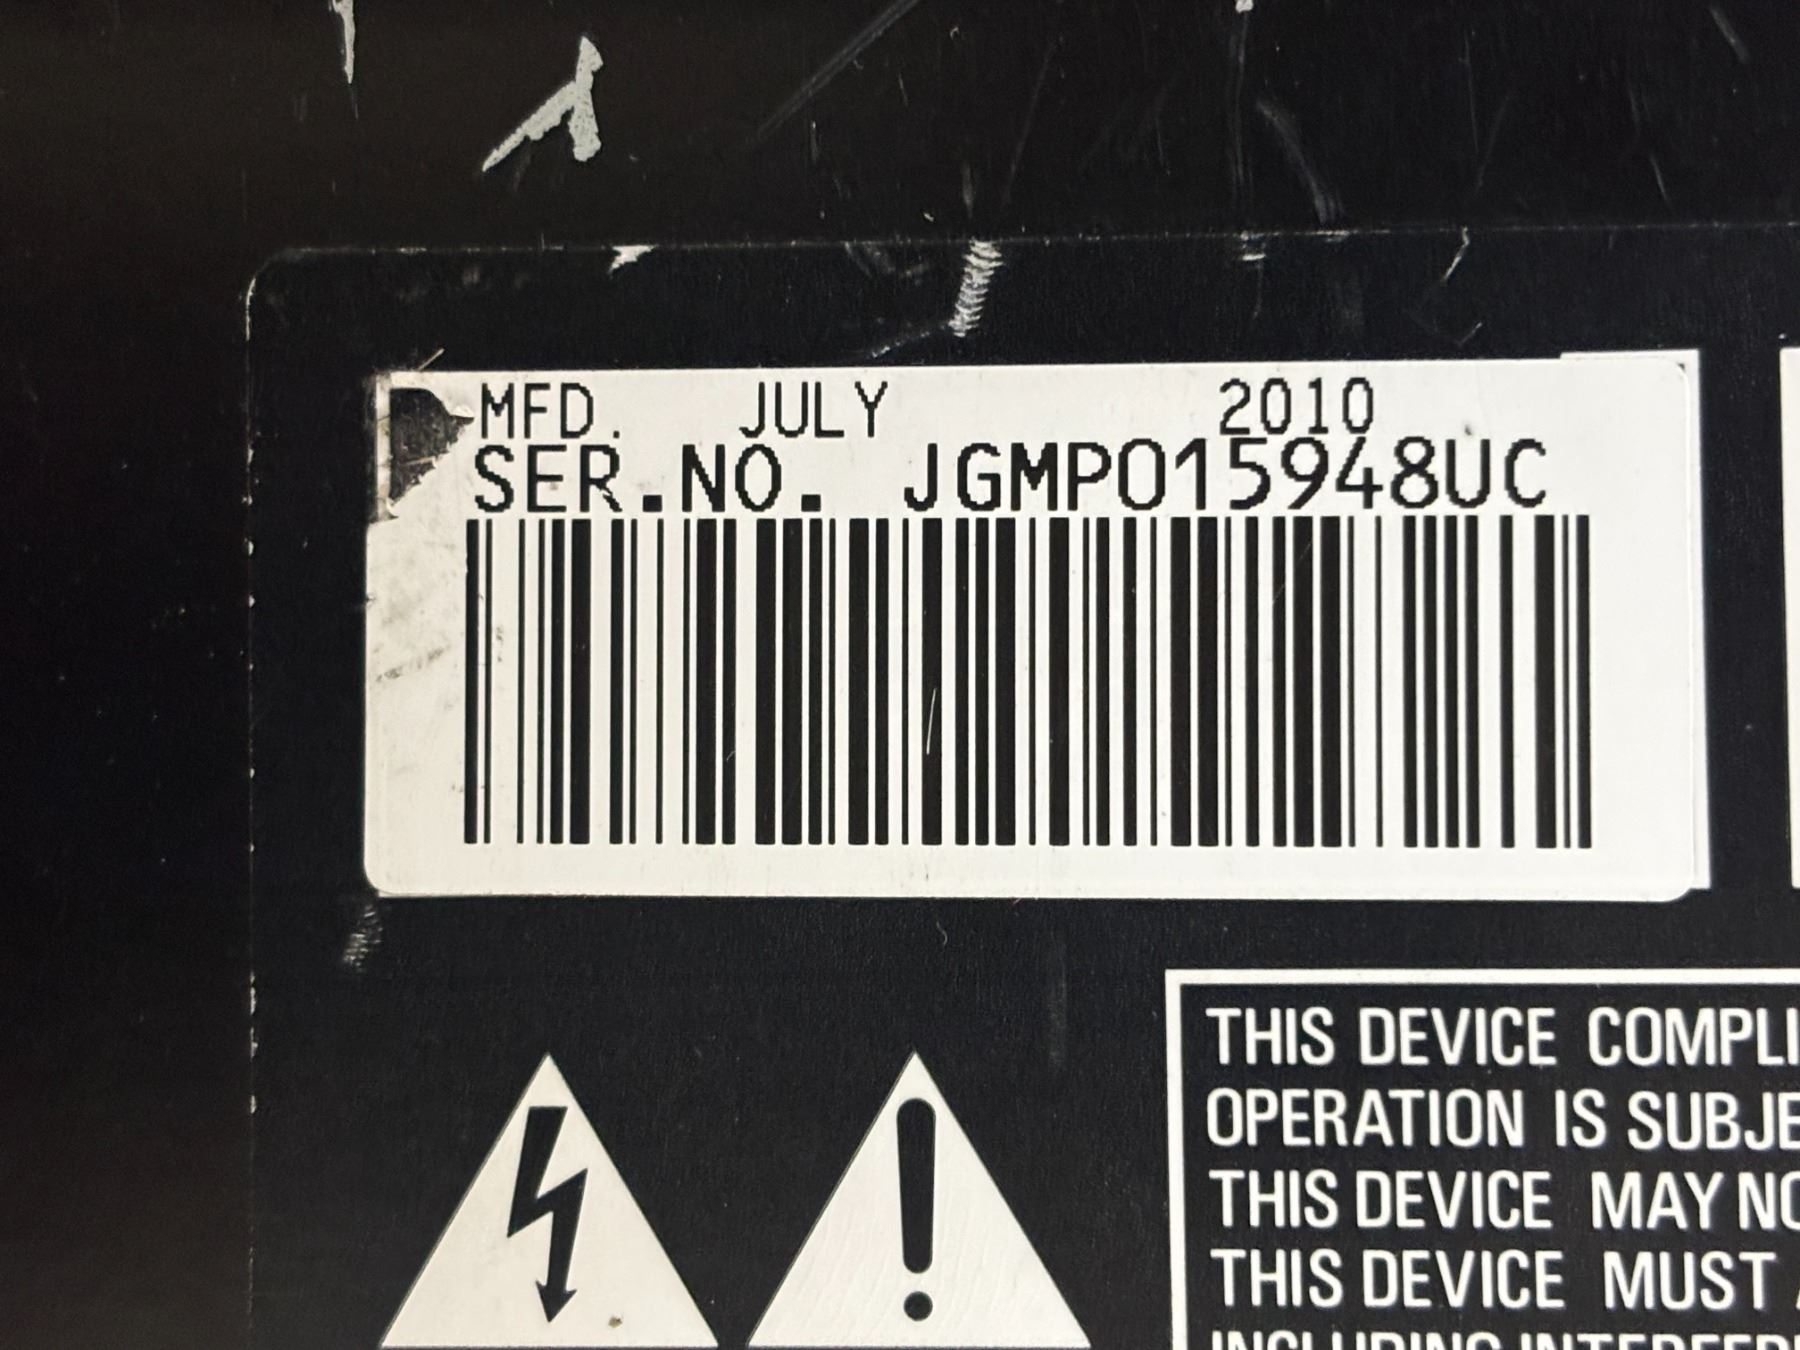 MFD. JULY 2010
SER.NO. JGMP015948UC
THIS DEVICE COMPLI
OPERATION IS SUBJE
THIS DEVICE MAY NO
THIS DEVICE MUST